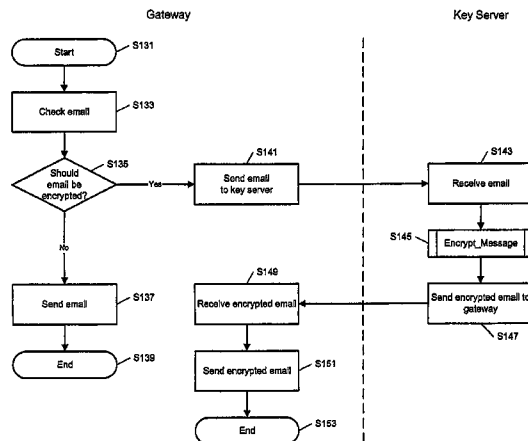 Gateway
Key Server
Start
S131
Check email
S133
Should
email be
encrypted?
S135
Yes
Send email
to key server
S141
Receive email
S143
Encrypt_Message
S145
Send encrypted email to
gateway
S147
Receive encrypted email
S149
Send encrypted email
S151
End
S153
No
Send email
S137
End
S139